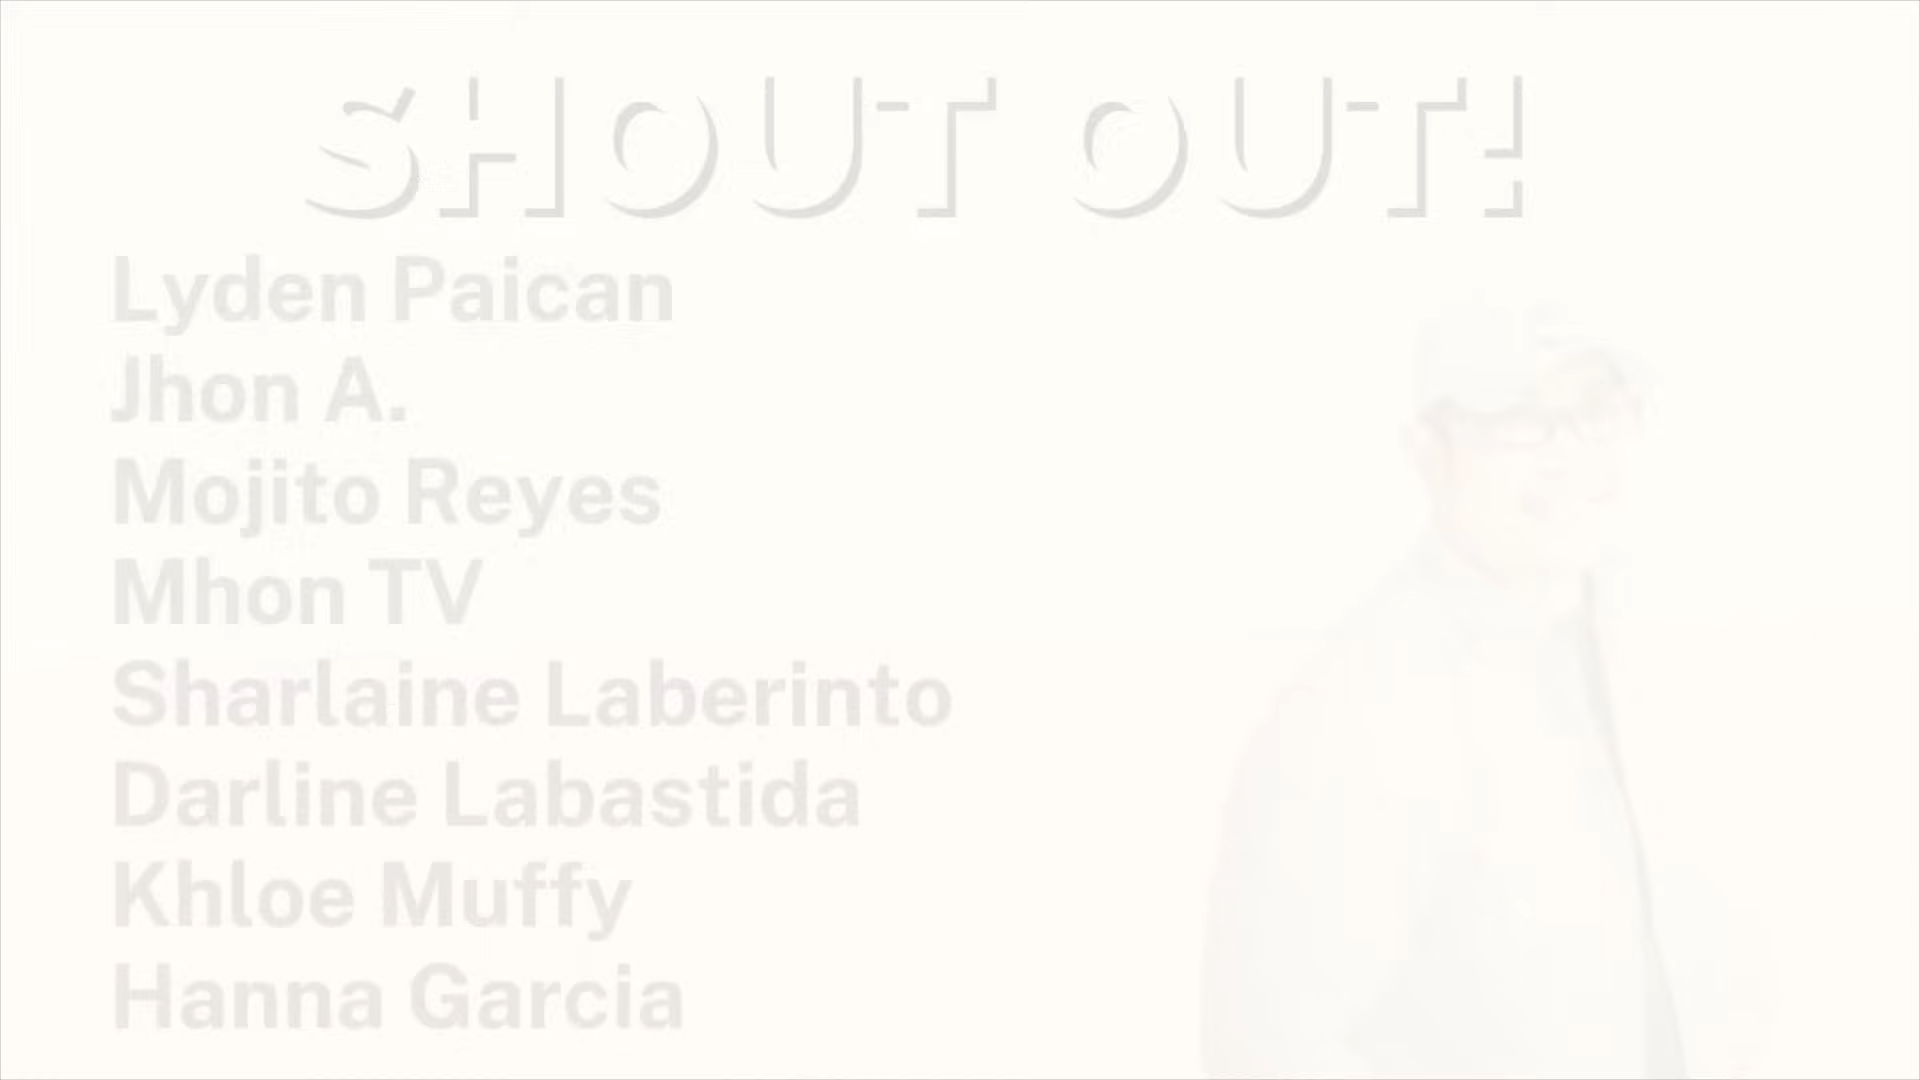 SHOUT OUT!
Lyden Paican
Jhon A.
Mojito Reyes
Mhon TV
Sharlaine Laberinto
Darline Labastida
Khloe Muffy
Hanna Garcia